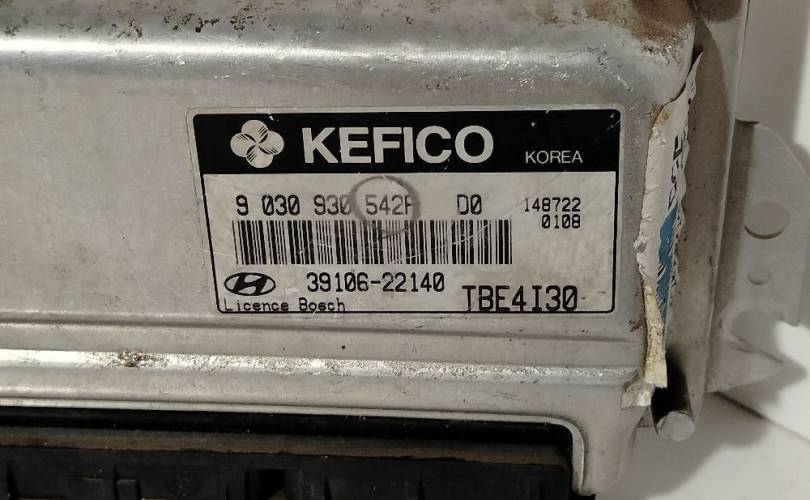 KEFICO KOREA
9 030 930 542F D0 148722
0108
39106-22140 TBE4I30
Licence Bosch